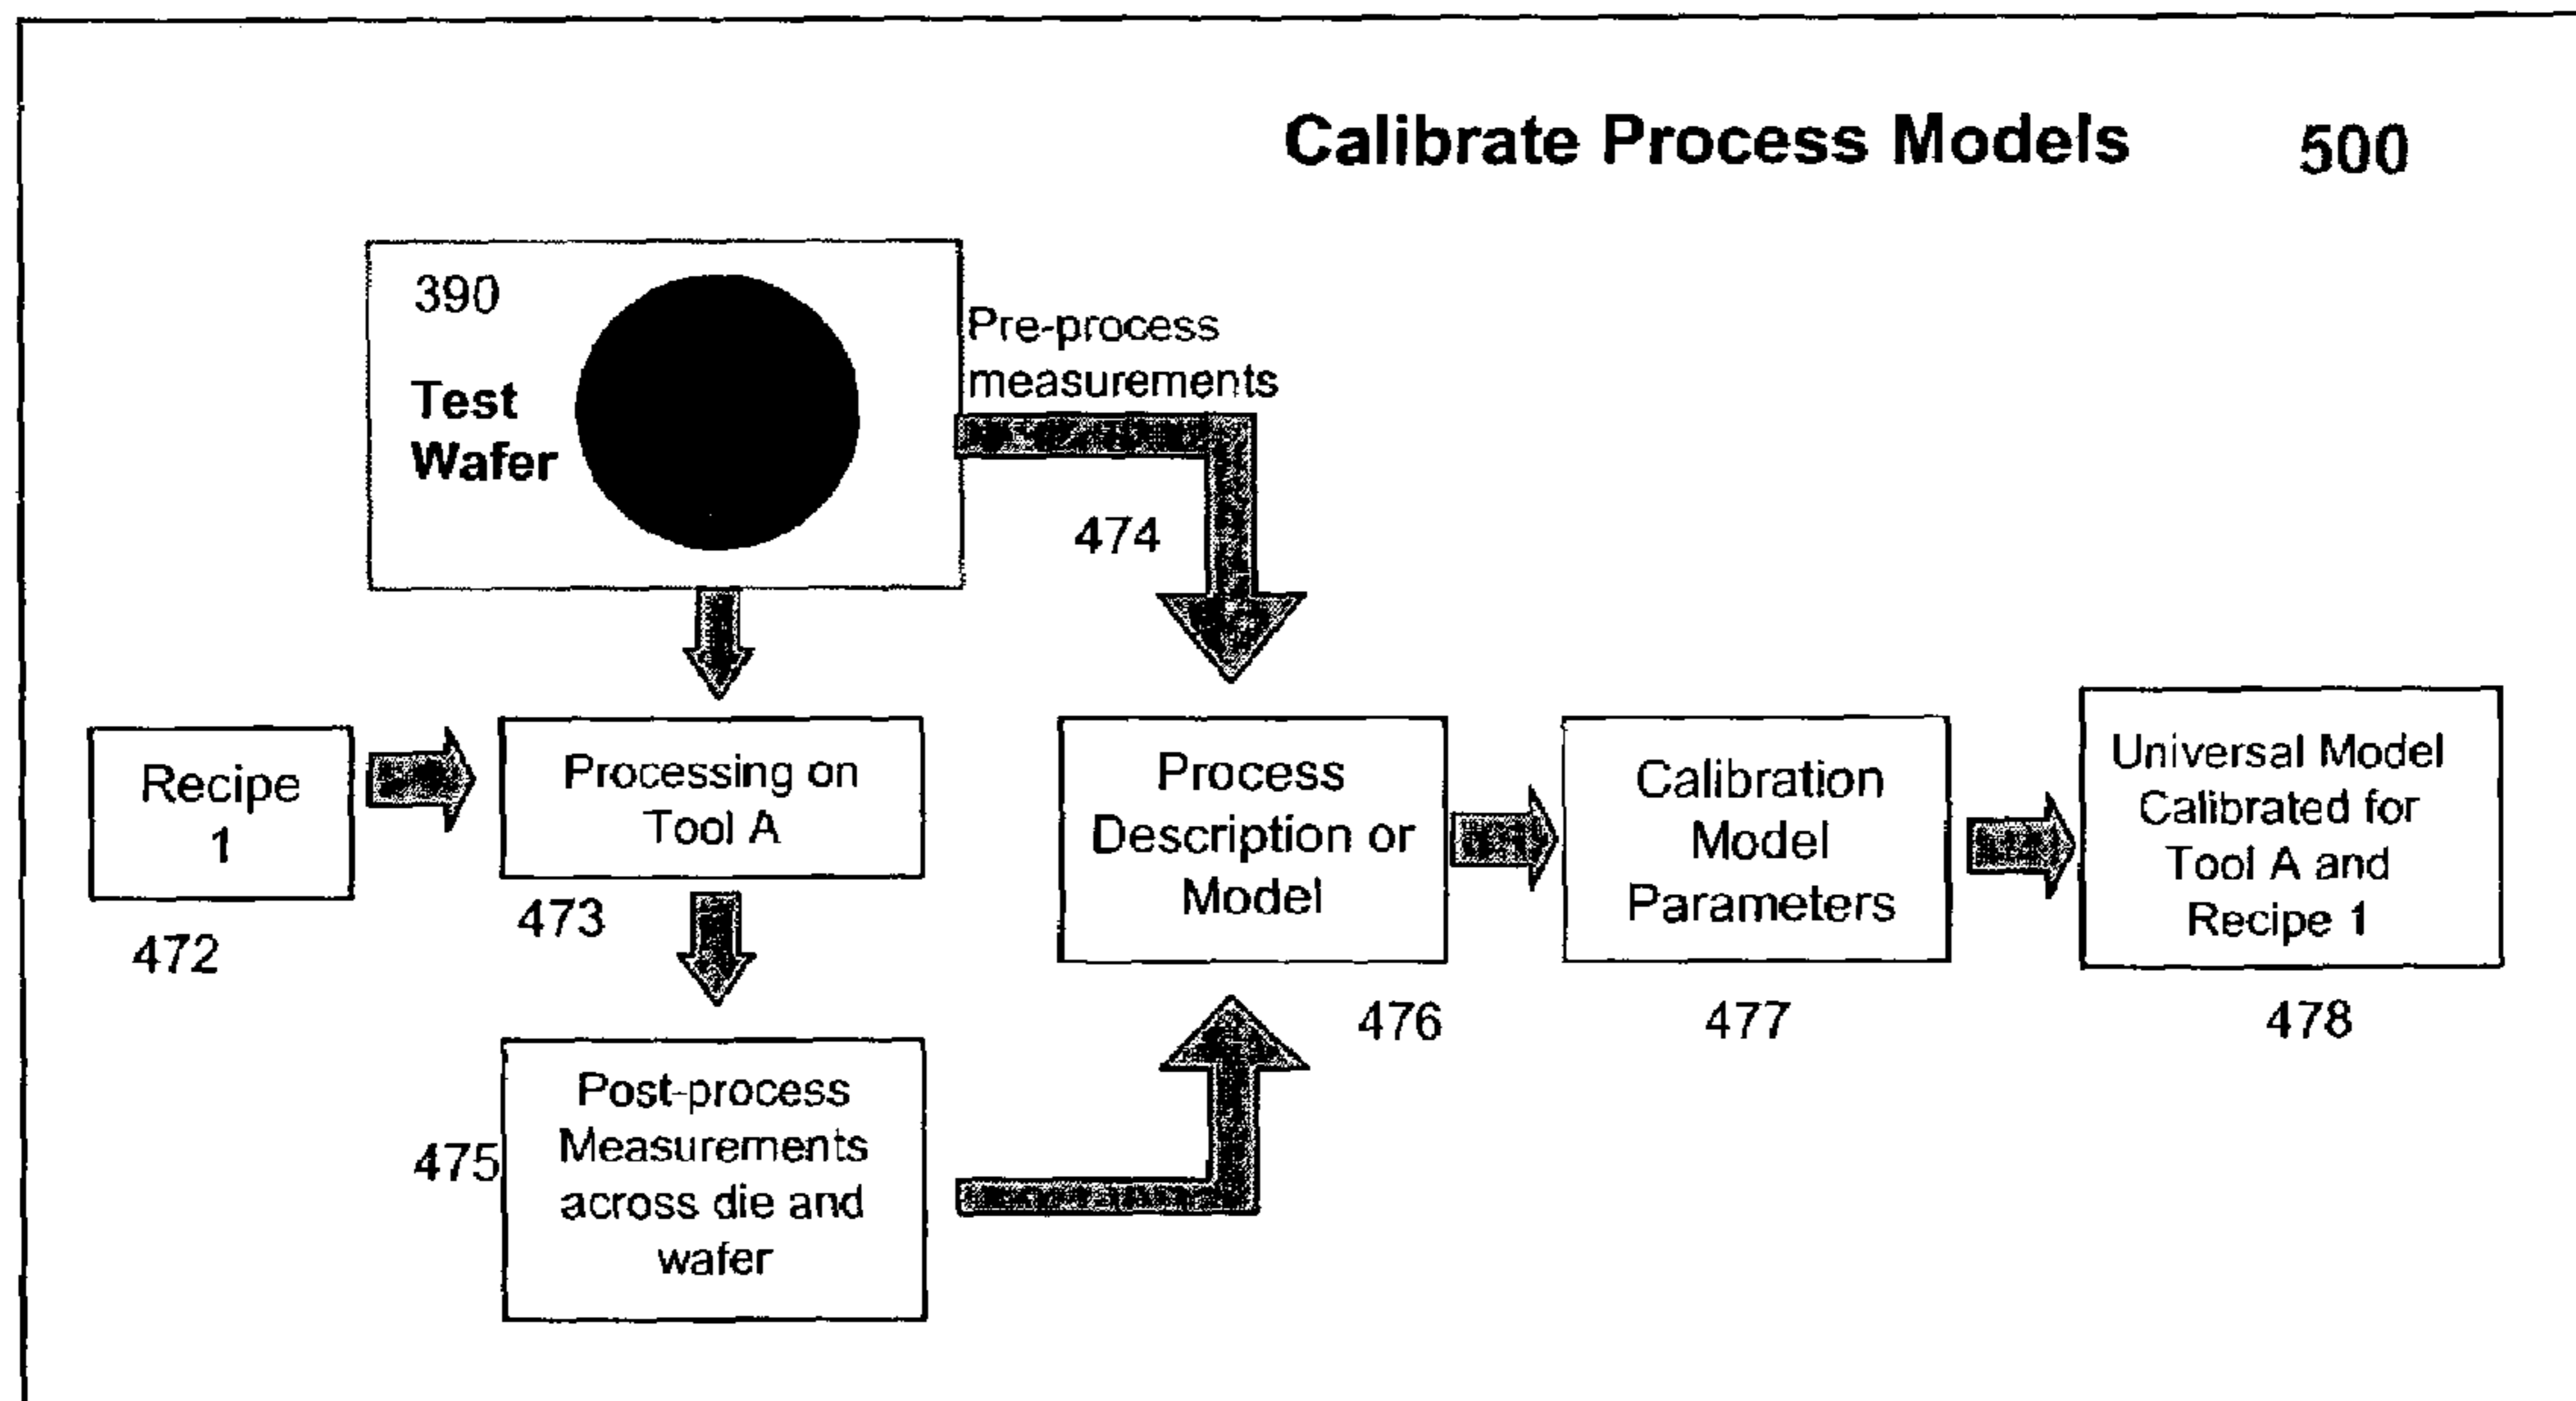 Calibrate Process Models 500
390
Test
Wafer
Pre-process
measurements
474
Recipe
1
472
Processing on
Tool A
473
Post-process
Measurements
across die and
wafer
475
Process
Description or
Model
476
Calibration
Model
Parameters
477
Universal Model
Calibrated for
Tool A and
Recipe 1
478